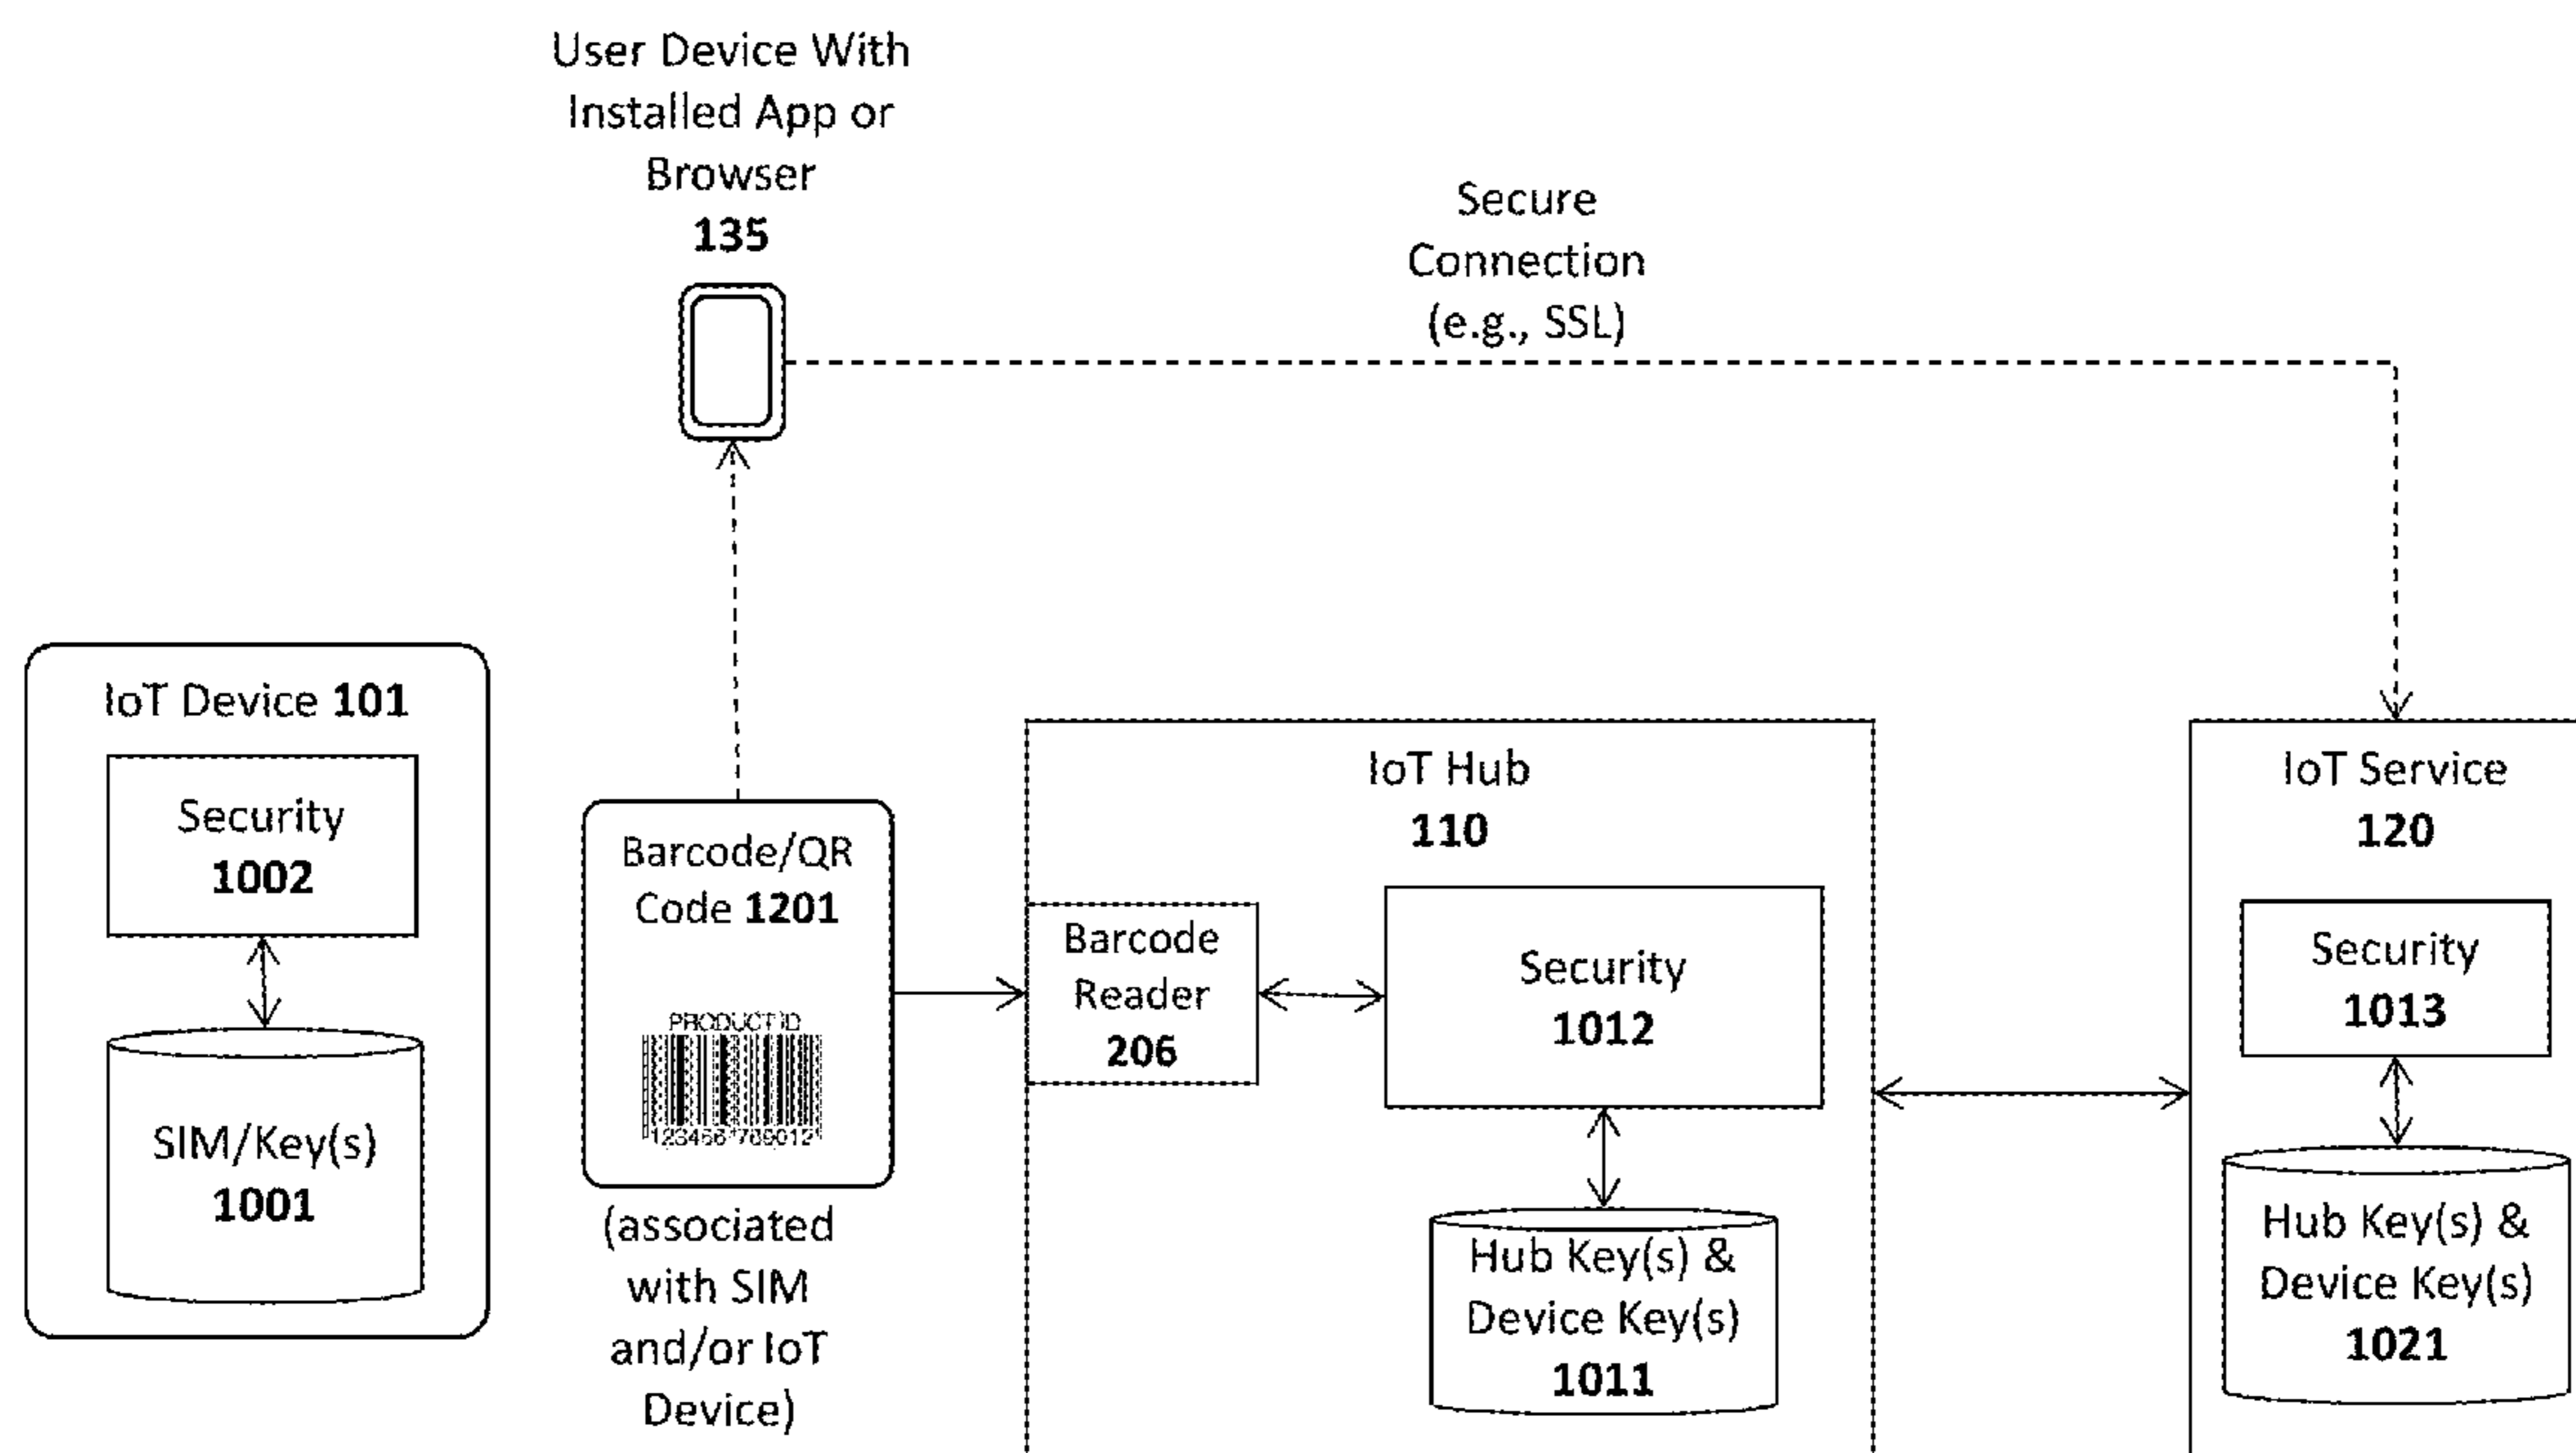 User Device With
Installed App or
Browser
135
Secure
Connection
(e.g., SSL)
IoT Device 101
Security
1002
SIM/Key(s)
1001
Barcode/QR
Code 1201
PRODUCT ID
123456 789012
(associated
with SIM
and/or IoT
Device)
IoT Hub
110
Barcode
Reader
206
Security
1012
Hub Key(s) &
Device Key(s)
1011
IoT Service
120
Security
1013
Hub Key(s) &
Device Key(s)
1021